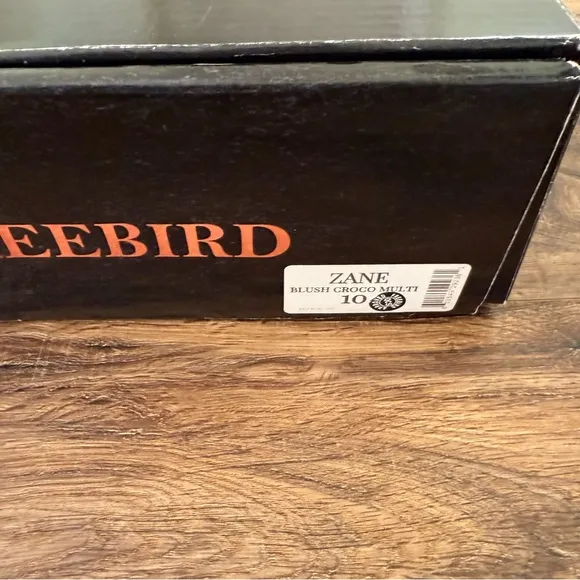 EEBIRD
ZANE
BLUSH CROCO MULTI
10